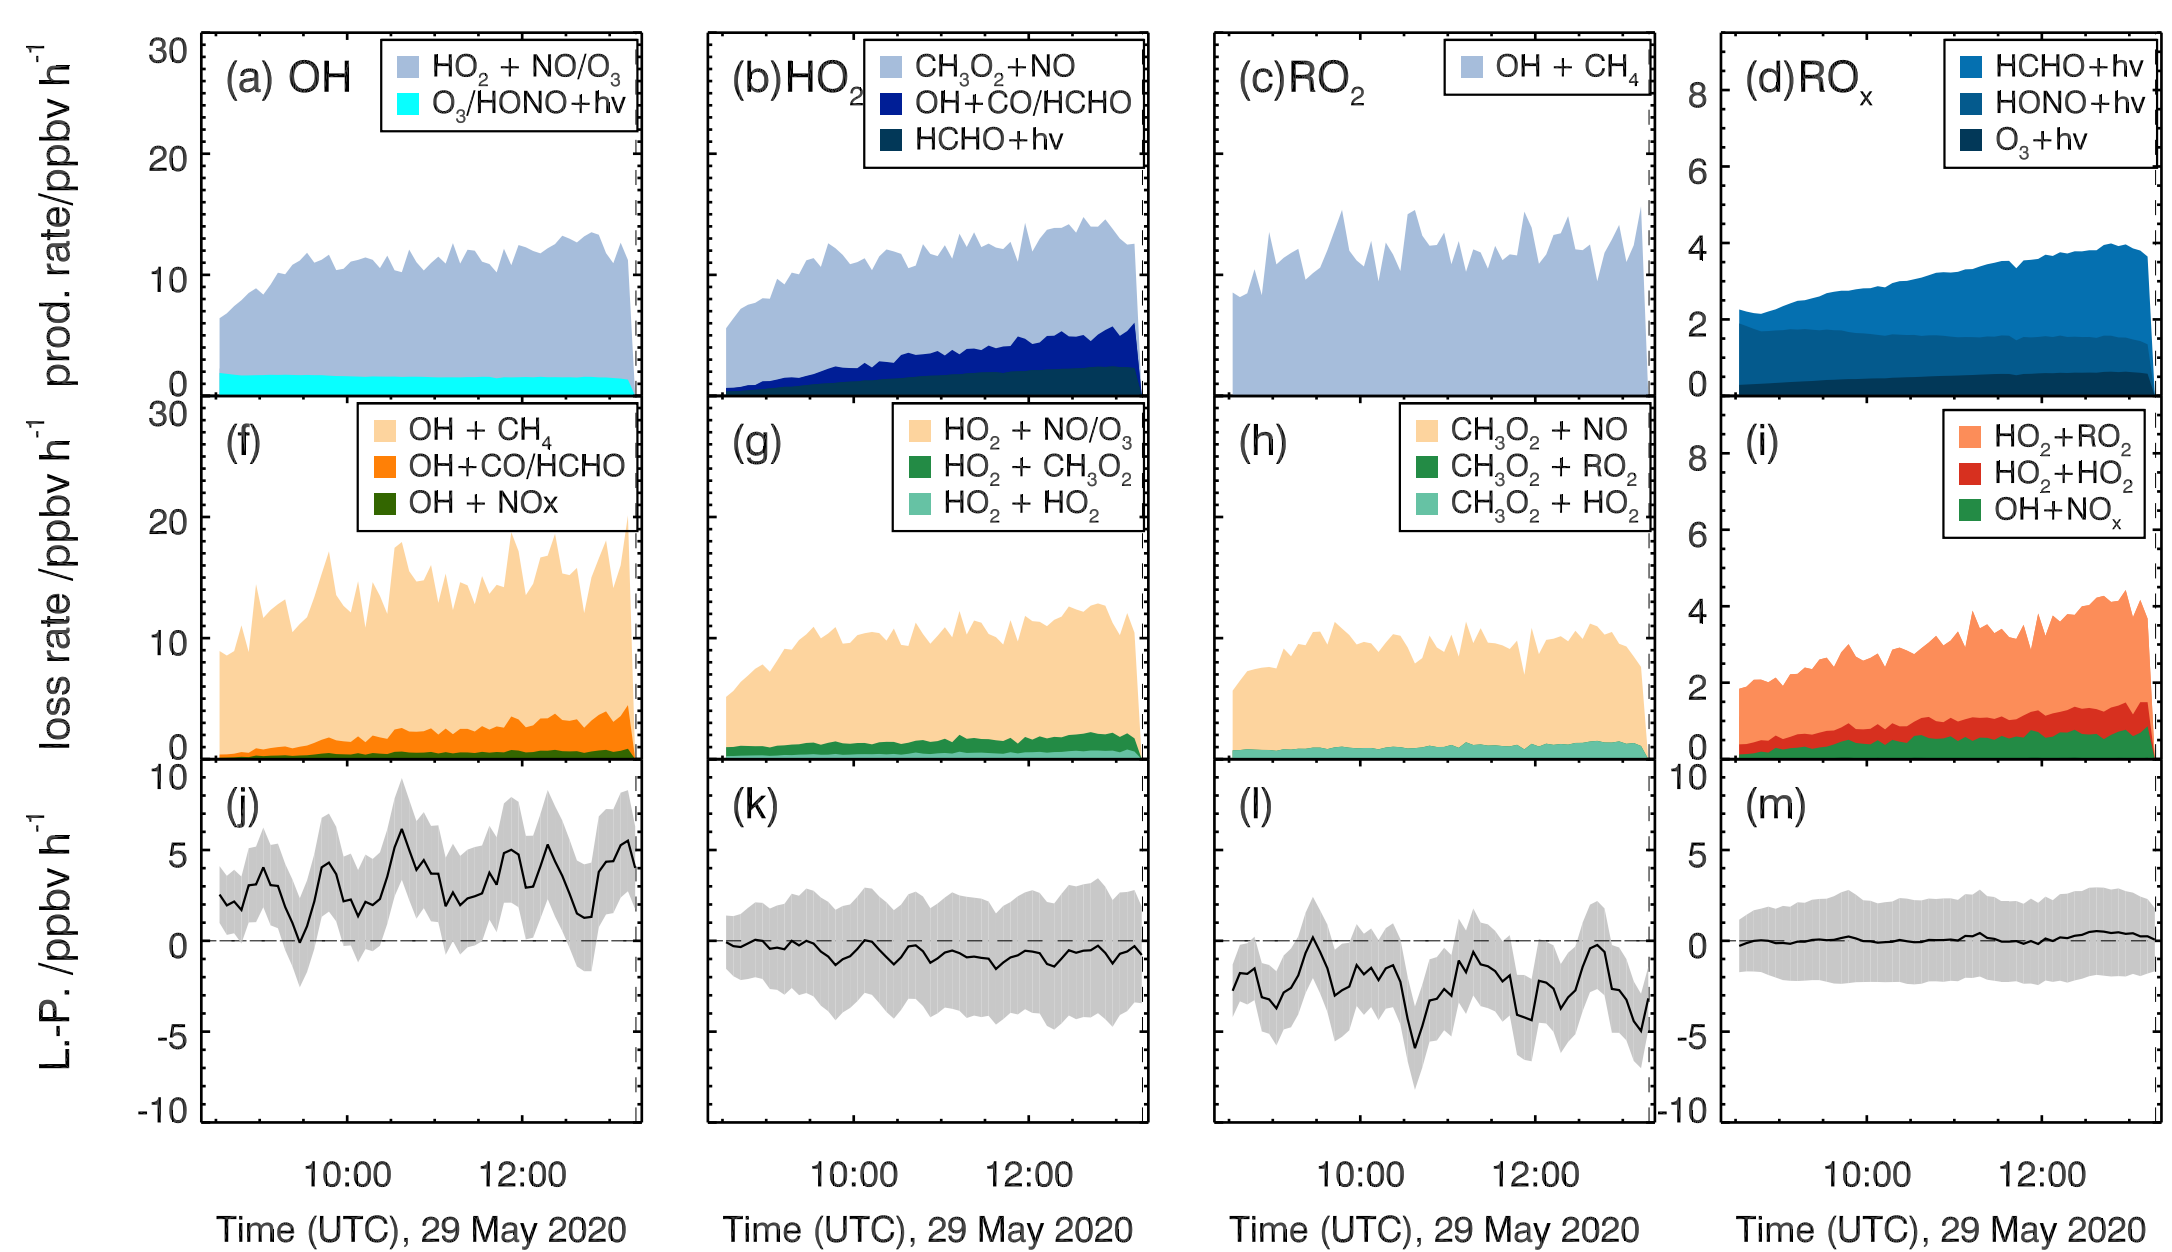 prod. rate/ppbv h⁻¹
30
20
10
0
(a) OH
HO₂ + NO/O₃
O₃/HONO+hv
(b) HO₂
CH₃O₂+NO
OH+CO/HCHO
HCHO+hv
(c) RO₂
OH + CH₄
8
6
4
2
0
(d) ROₓ
HCHO+hv
HONO+hv
O₃+hv
loss rate /ppbv h⁻¹
30
20
10
0
(f)
OH + CH₄
OH+CO/HCHO
OH + NOx
(g)
HO₂ + NO/O₃
HO₂ + CH₃O₂
HO₂ + HO₂
(h)
CH₃O₂ + NO
CH₃O₂ + RO₂
CH₃O₂ + HO₂
8
6
4
2
0
(i)
HO₂+RO₂
HO₂+HO₂
OH+NOₓ
L.-P. /ppbv h⁻¹
10
5
0
-5
-10
(j)
(k)
(l)
10
5
0
-5
-10
(m)
10:00 12:00
Time (UTC), 29 May 2020
10:00 12:00
Time (UTC), 29 May 2020
10:00 12:00
Time (UTC), 29 May 2020
10:00 12:00
Time (UTC), 29 May 2020